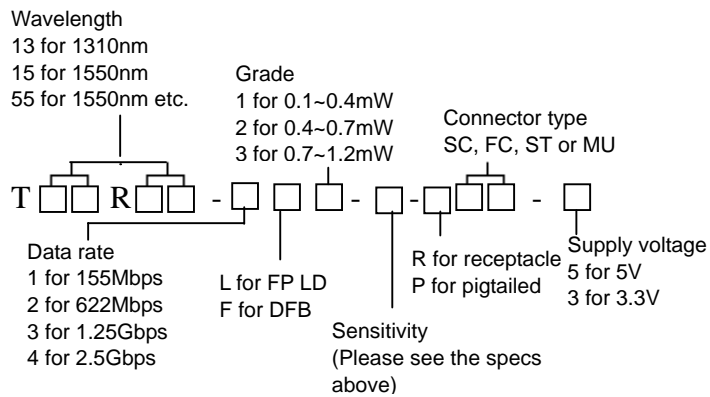 Wavelength
13 for 1310nm
15 for 1550nm
55 for 1550nm etc.
Grade
1 for 0.1~0.4mW
2 for 0.4~0.7mW
3 for 0.7~1.2mW
Connector type
SC, FC, ST or MU
T R - - - -
Data rate
1 for 155Mbps
2 for 622Mbps
3 for 1.25Gbps
4 for 2.5Gbps
L for FP LD
F for DFB
Sensitivity
(Please see the specs
above)
R for receptacle
P for pigtailed
Supply voltage
5 for 5V
3 for 3.3V